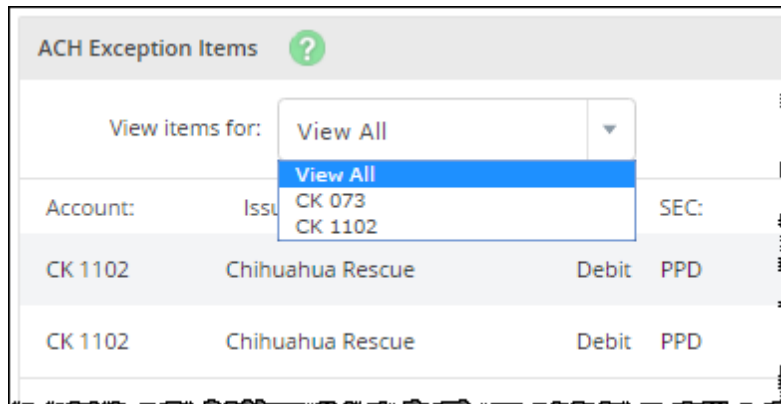 ACH Exception Items ?
View items for: View All
View All
CK 073
CK 1102
Account: Issu SEC:
CK 1102 Chihuahua Rescue Debit PPD
CK 1102 Chihuahua Rescue Debit PPD